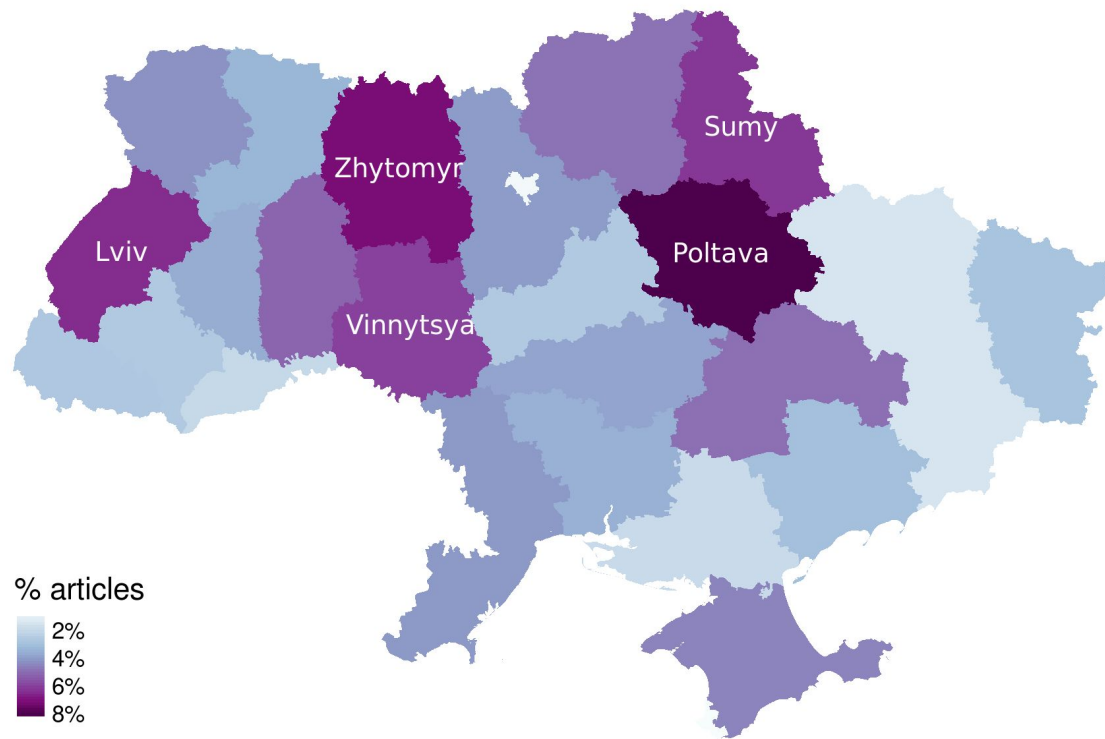 Sumy
Zhytomyr
Lviv
Poltava
Vinnytsya
% articles
2%
4%
6%
8%